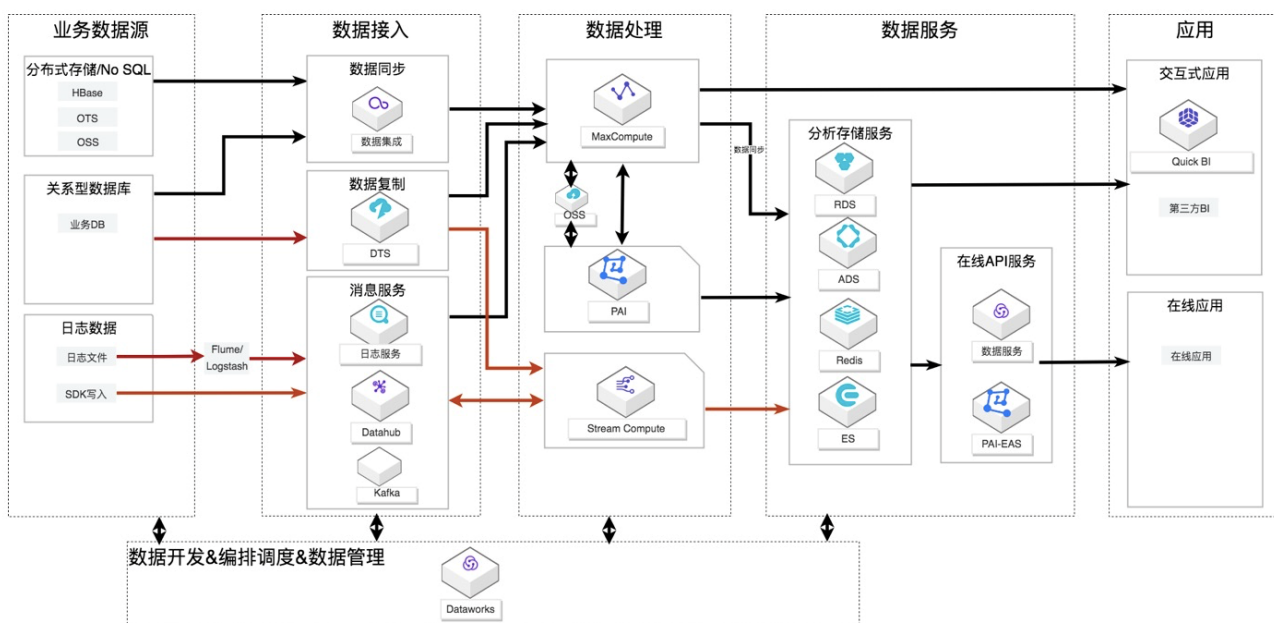 业务数据源
分布式存储/No SQL
HBase
OTS
OSS
关系型数据库
业务DB
日志数据
日志文件
SDK写入
Flume/
Logstash
数据接入
数据同步
数据集成
数据复制
DTS
消息服务
日志服务
Datahub
Kafka
数据处理
MaxCompute
OSS
PAI
Stream Compute
数据服务
数据同步
分析存储服务
RDS
ADS
Redis
ES
在线API服务
数据服务
PAI-EAS
应用
交互式应用
Quick BI
第三方BI
在线应用
在线应用
数据开发&编排调度&数据管理
Dataworks